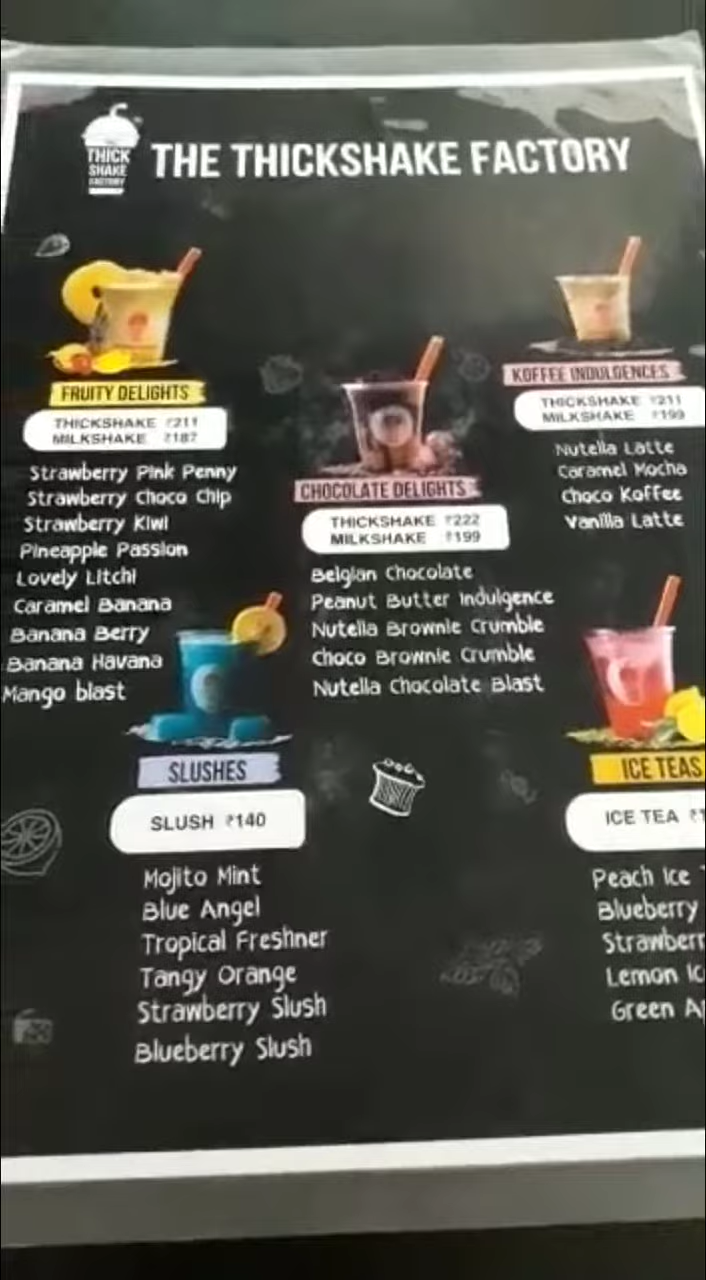 THICK
SHAKE
FACTORY
THE THICKSHAKE FACTORY
FRUITY DELIGHTS
THICKSHAKE ₹211
MILKSHAKE ₹187
Strawberry Pink Penny
Strawberry Choco Chip
Strawberry Kiwi
Pineapple Passion
Lovely Litchi
Caramel Banana
Banana Berry
Banana Havana
Mango blast
CHOCOLATE DELIGHTS
THICKSHAKE ₹222
MILKSHAKE ₹199
Belgian Chocolate
Peanut Butter Indulgence
Nutella Brownie Crumble
Choco Brownie Crumble
Nutella Chocolate Blast
KOFFEE INDULGENCES
THICKSHAKE ₹211
MILKSHAKE ₹199
Nutella Latte
Caramel Mocha
Choco Koffee
Vanilla Latte
SLUSHES
SLUSH ₹140
Mojito Mint
Blue Angel
Tropical Freshner
Tangy Orange
Strawberry Slush
Blueberry Slush
ICE TEAS
ICE TEA
Peach Ice
Blueberry
Strawberr
Lemon Ic
Green A